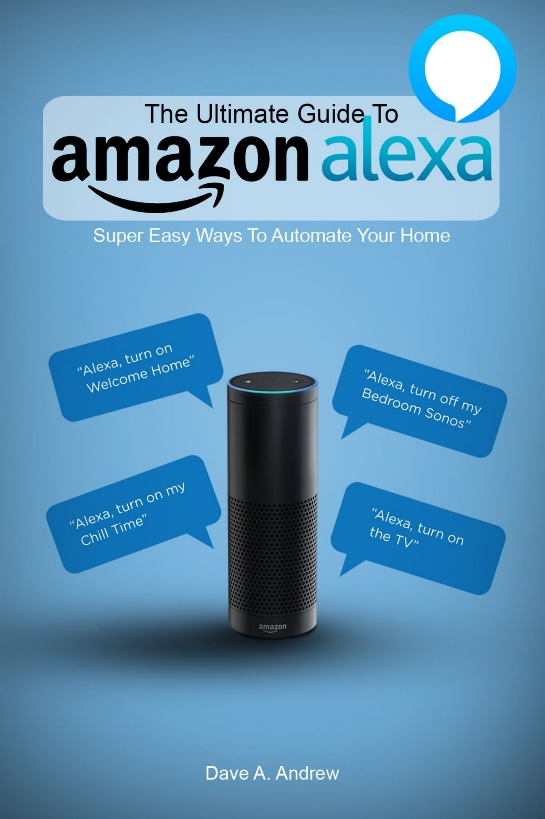 The Ultimate Guide To
amazon alexa
Super Easy Ways To Automate Your Home
“Alexa, turn on
Welcome Home”
“Alexa, turn off my
Bedroom Sonos”
“Alexa, turn on my
Chill Time”
“Alexa, turn on
the TV”
amazon
Dave A. Andrew